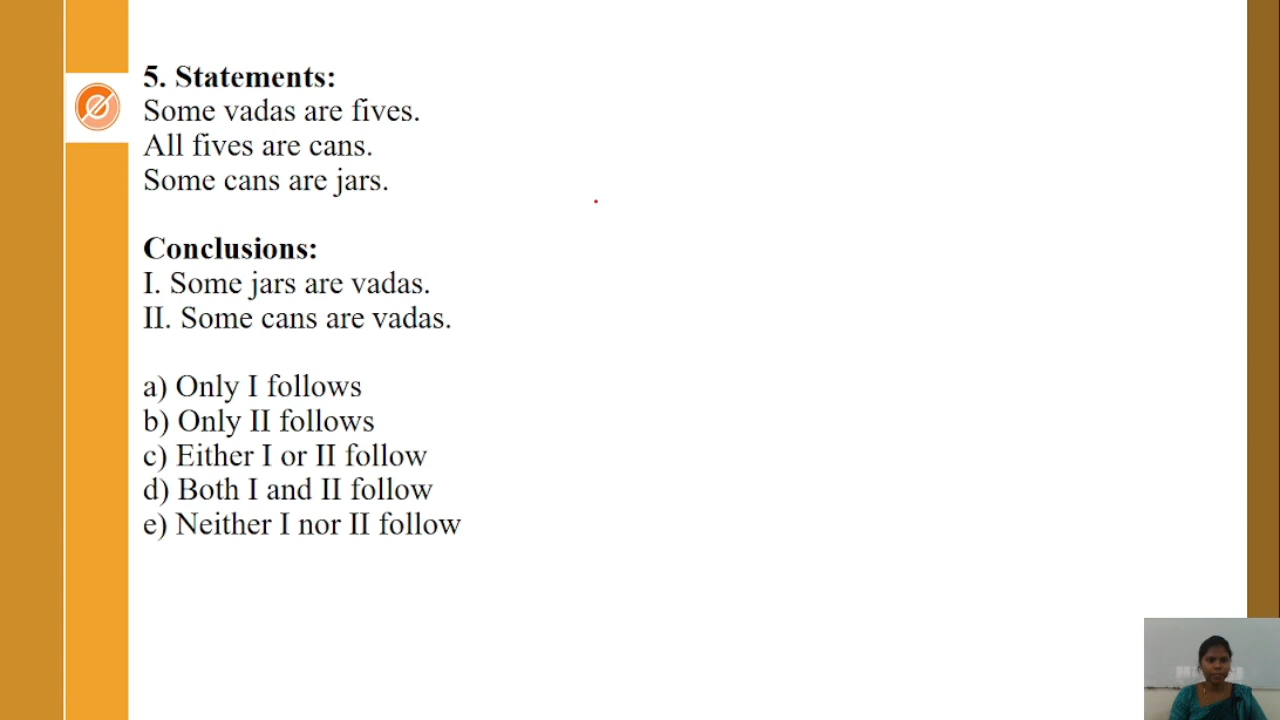 5. Statements:
Some vadas are fives.
All fives are cans.
Some cans are jars.
Conclusions:
I. Some jars are vadas.
II. Some cans are vadas.
a) Only I follows
b) Only II follows
c) Either I or II follow
d) Both I and II follow
e) Neither I nor II follow